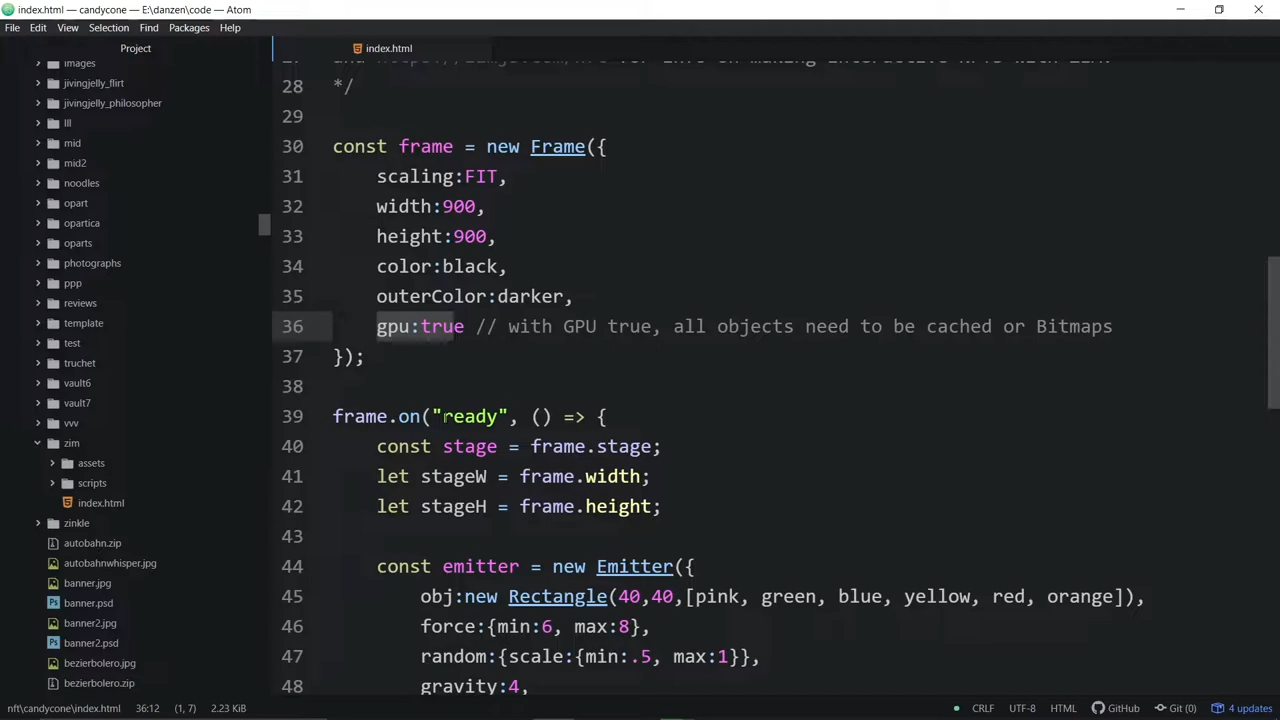 index.html — candycone — E:\danzen\code — Atom
File Edit View Selection Find Packages Help
Project
images
jivingjelly_flirt
jivingjelly_philosopher
lll
mid
mid2
noodles
opart
opartica
oparts
photographs
ppp
reviews
template
test
truchet
vault6
vault7
vvv
zim
assets
scripts
index.html
zinkle
autobahn.zip
autobahnwhisper.jpg
banner.jpg
banner.psd
banner2.jpg
banner2.psd
bezierbolero.jpg
bezierbolero.zip
index.html
28 */
29
30 const frame = new Frame({
31 scaling:FIT,
32 width:900,
33 height:900,
34 color:black,
35 outerColor:darker,
36 gpu:true // with GPU true, all objects need to be cached or Bitmaps
37 });
38
39 frame.on("ready", () => {
40 const stage = frame.stage;
41 let stageW = frame.width;
42 let stageH = frame.height;
43
44 const emitter = new Emitter({
45 obj:new Rectangle(40,40,[pink, green, blue, yellow, red, orange]),
46 force:{min:6, max:8},
47 random:{scale:{min:.5, max:1}},
48 gravity:4,
nft\candycone\index.html 36:12 (1, 7) 2.23 KiB CRLF UTF-8 HTML GitHub Git (0) 4 updates